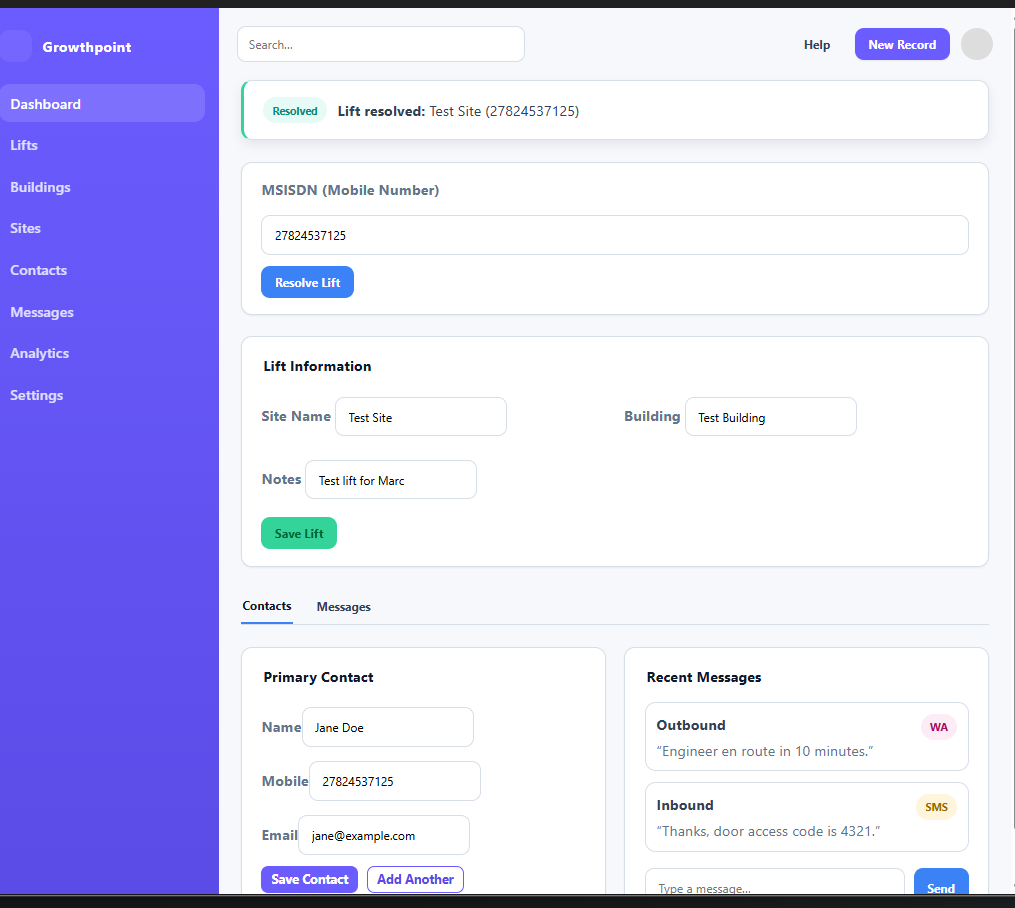 Growthpoint
Dashboard
Lifts
Buildings
Sites
Contacts
Messages
Analytics
Settings
Search...
Help
New Record
Resolved Lift resolved: Test Site (27824537125)
MSISDN (Mobile Number)
27824537125
Resolve Lift
Lift Information
Site Name Test Site
Building Test Building
Notes Test lift for Marc
Save Lift
Contacts Messages
Primary Contact
Name Jane Doe
Mobile 27824537125
Email jane@example.com
Save Contact Add Another
Recent Messages
Outbound WA
“Engineer en route in 10 minutes.”
Inbound SMS
“Thanks, door access code is 4321.”
Type a message... Send